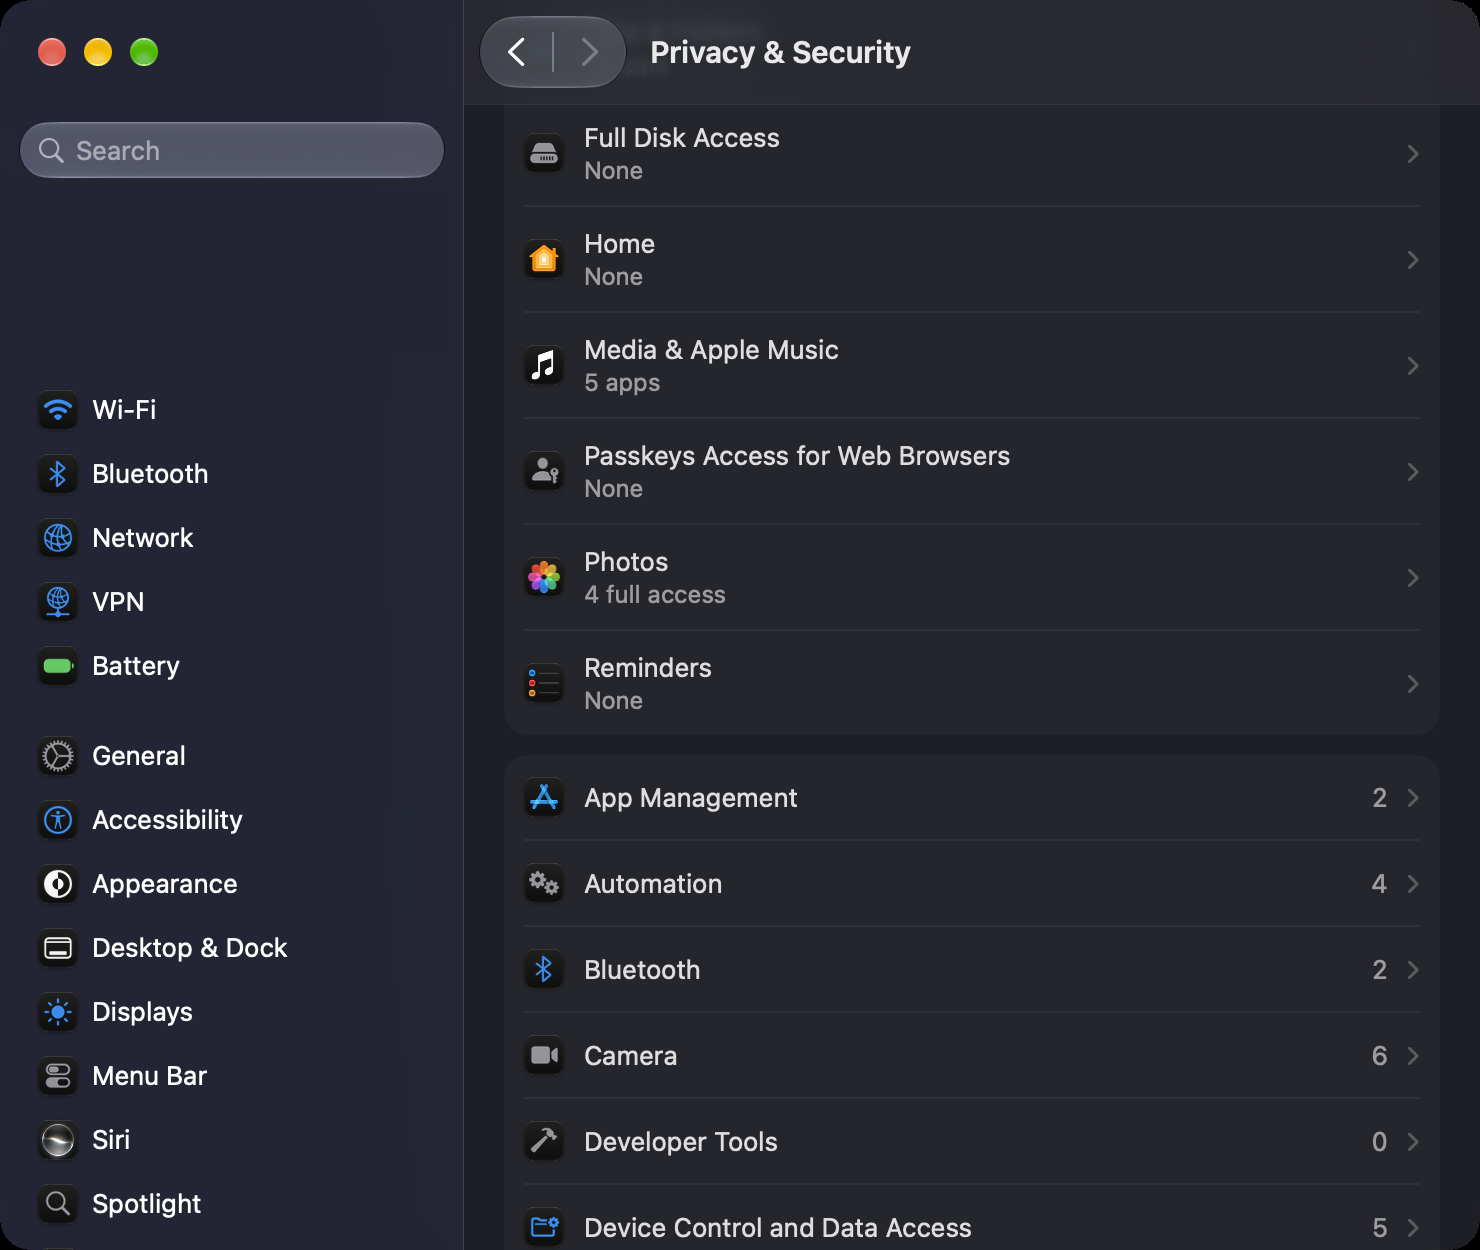 Privacy & Security
Search
Wi-Fi
Bluetooth
Network
VPN
Battery
General
Accessibility
Appearance
Desktop & Dock
Displays
Menu Bar
Siri
Spotlight
Full Disk Access
None
Home
None
Media & Apple Music
5 apps
Passkeys Access for Web Browsers
None
Photos
4 full access
Reminders
None
App Management 2
Automation 4
Bluetooth 2
Camera 6
Developer Tools 0
Device Control and Data Access 5